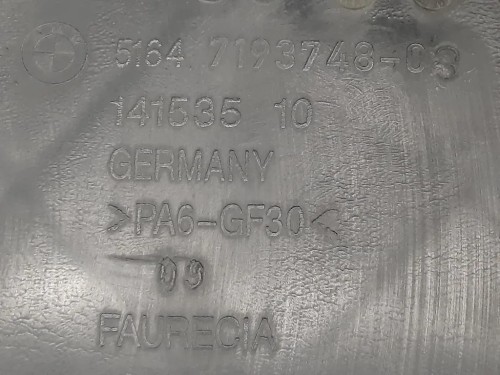 5164 7193748-03
141535 10
GERMANY
>PA6-GF30<
09
FAURECIA